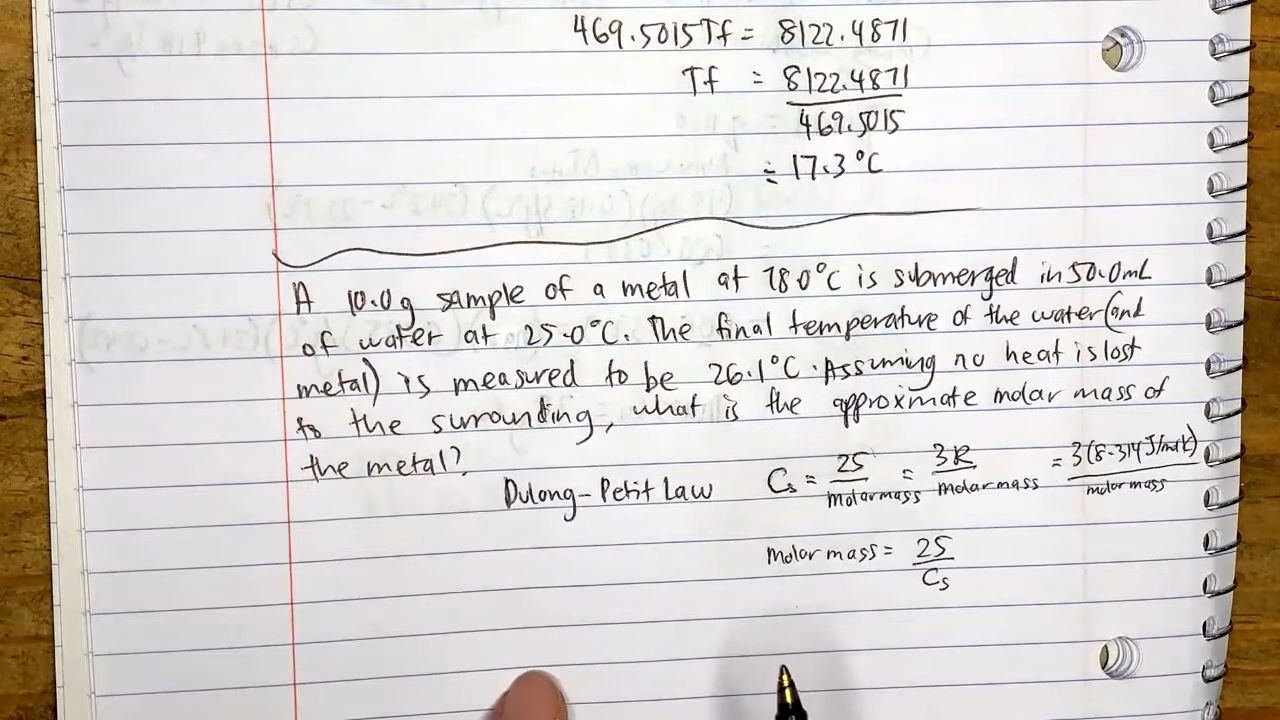 469.5015Tf = 8122.4871
Tf = 8122.4871
469.5015
= 17.3°C
A 10.0g sample of a metal at 78.0°C is submerged in 50.0mL
of water at 25.0°C. The final temperature of the water (and
metal) is measured to be 26.1°C. Assuming no heat is lost
to the surrounding, what is the approximate molar mass of
the metal?
Dulong-Petit Law Cs = 25/molar mass = 3R/molar mass = 3(8.314J/molK)/molar mass
molar mass = 25/Cs